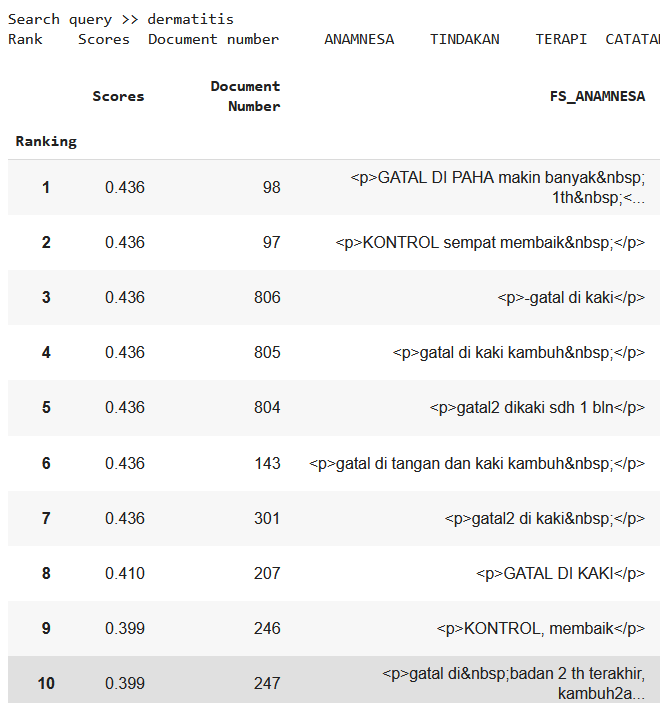 Search query >> dermatitis
Rank Scores Document number ANAMNESA TINDAKAN TERAPI CATATAN
Scores Document Number FS_ANAMNESA
Ranking
1 0.436 98 <p>GATAL DI PAHA makin banyak&nbsp;
1th&nbsp;<...
2 0.436 97 <p>KONTROL sempat membaik&nbsp;</p>
3 0.436 806 <p>-gatal di kaki</p>
4 0.436 805 <p>gatal di kaki kambuh&nbsp;</p>
5 0.436 804 <p>gatal2 dikaki sdh 1 bln</p>
6 0.436 143 <p>gatal di tangan dan kaki kambuh&nbsp;</p>
7 0.436 301 <p>gatal2 di kaki&nbsp;</p>
8 0.410 207 <p>GATAL DI KAKI</p>
9 0.399 246 <p>KONTROL, membaik</p>
10 0.399 247 <p>gatal di&nbsp;badan 2 th terakhir,
kambuh2a...